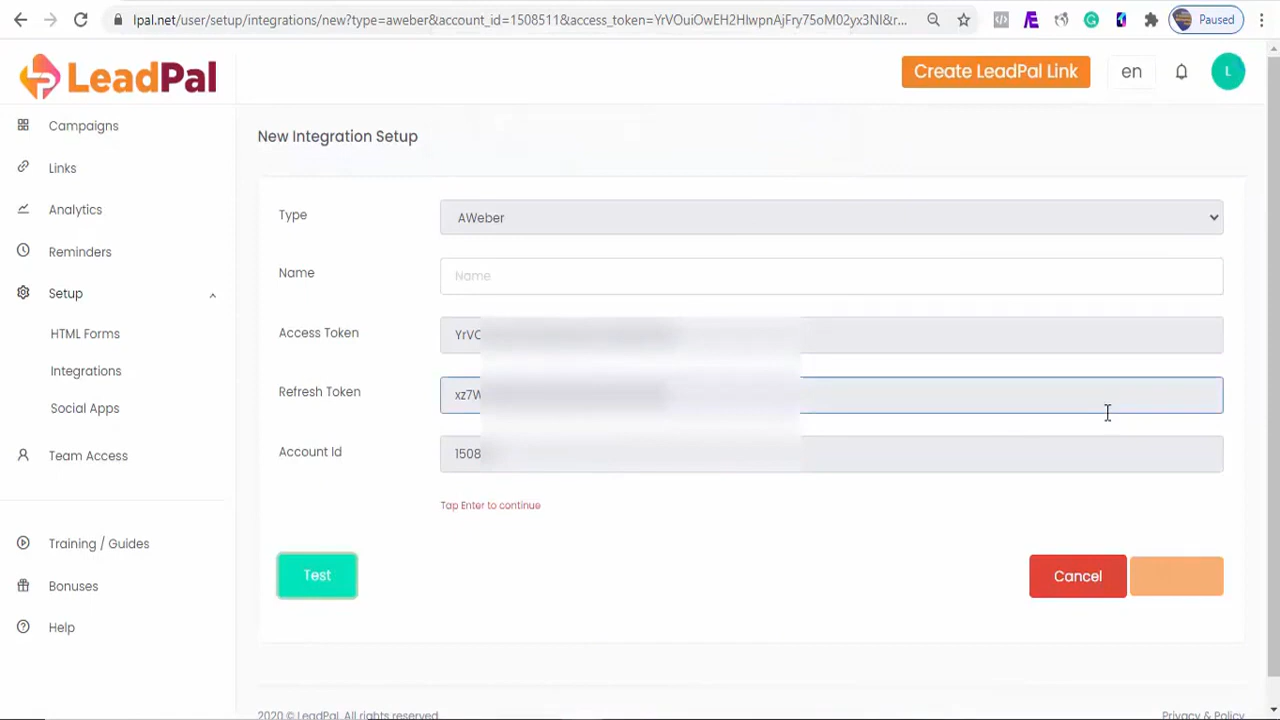 lpal.net/user/setup/integrations/new?type=aweber&account_id=1508511&access_token=YrVOuiOwEH2HIwpnAjFry75oM02yx3NI&r...
Paused
LeadPal
Create LeadPal Link
en
L
Campaigns
Links
Analytics
Reminders
Setup
HTML Forms
Integrations
Social Apps
Team Access
Training / Guides
Bonuses
Help
New Integration Setup
Type
AWeber
Name
Name
Access Token
YrVO
Refresh Token
xz7W
Account Id
1508
Tap Enter to continue
Test
Cancel
2020 © LeadPal. All rights reserved.
Privacy & Policy